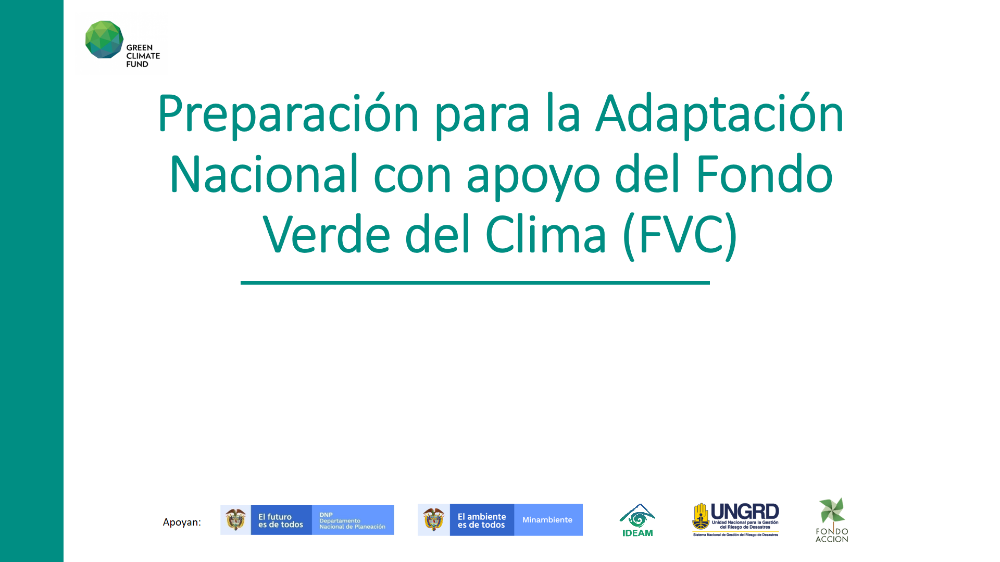 GREEN
CLIMATE
FUND
Preparación para la Adaptación
Nacional con apoyo del Fondo
Verde del Clima (FVC)
Apoyan:
El futuro
es de todos
DNP
Departamento
Nacional de Planeación
El ambiente
es de todos
Minambiente
IDEAM
UNGRD
Unidad Nacional para la Gestión
del Riesgo de Desastres
Sistema Nacional de Gestión del Riesgo de Desastres
FONDO
ACCION